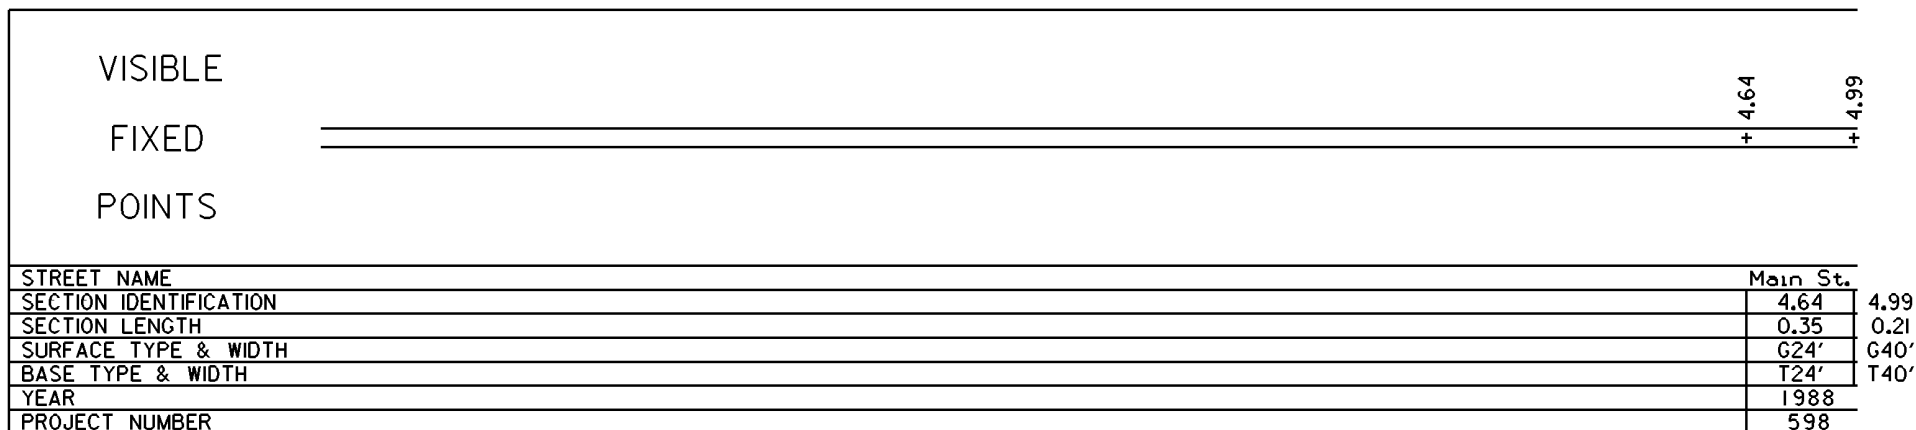 VISIBLE
FIXED
POINTS
4.64
4.99
STREET NAME Main St.
SECTION IDENTIFICATION 4.64 4.99
SECTION LENGTH 0.35 0.21
SURFACE TYPE & WIDTH G24' G40'
BASE TYPE & WIDTH T24' T40'
YEAR 1988
PROJECT NUMBER 598